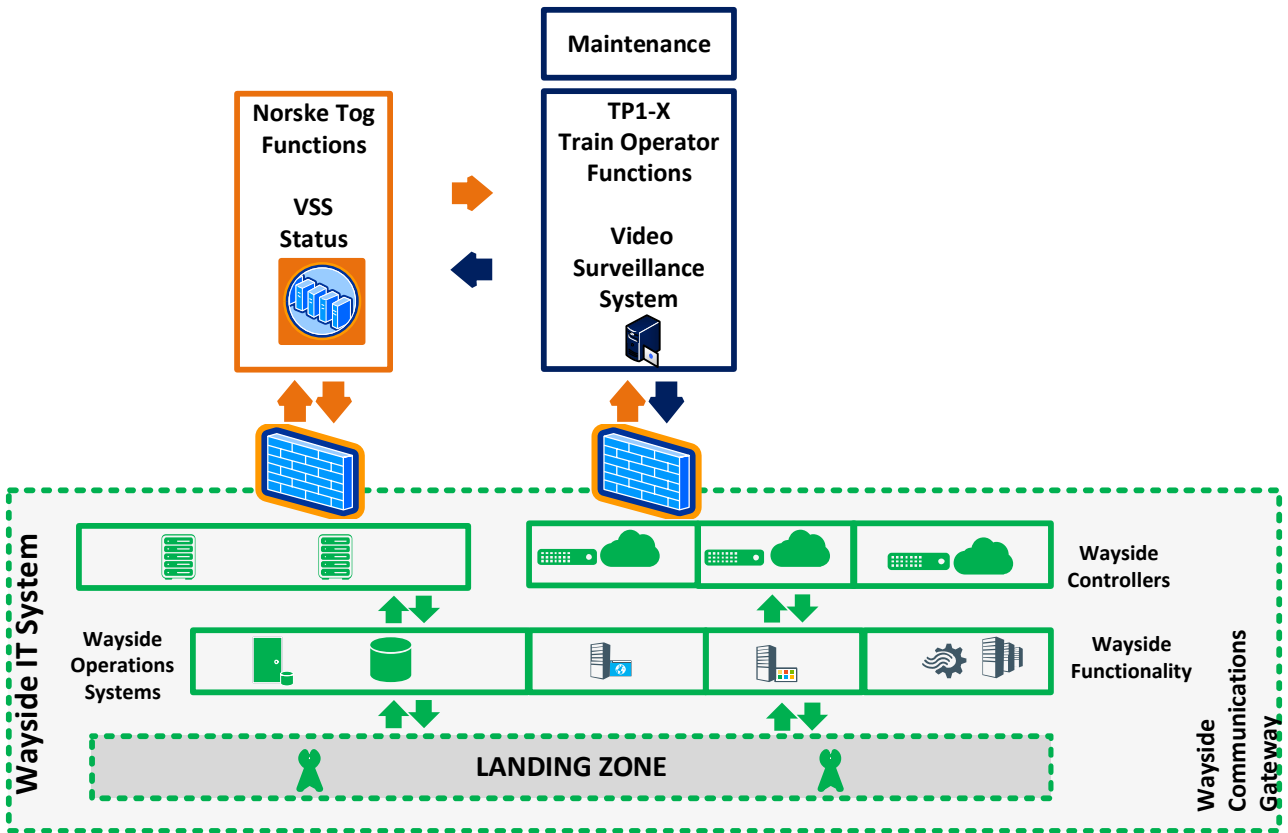 Maintenance
Norske Tog
Functions
VSS
Status
TP1-X
Train Operator
Functions
Video
Surveillance
System
Wayside IT System
Wayside
Controllers
Wayside
Operations
Systems
Wayside
Functionality
Wayside
Communications
Gateway
LANDING ZONE